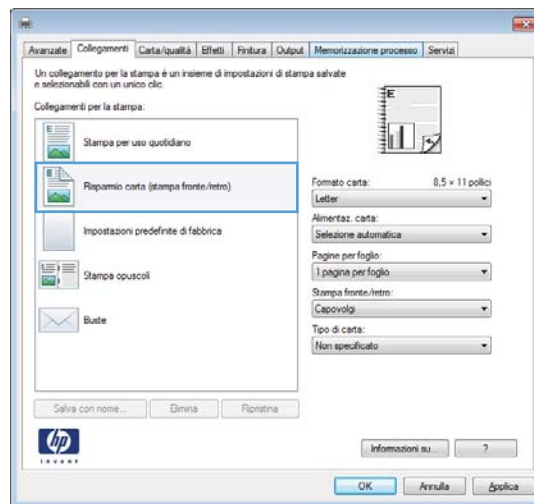 Avanzate Collegamenti Carta/qualità Effetti Finitura Output Memorizzazione processo Servizi
Un collegamento per la stampa è un insieme di impostazioni di stampa salvate
e selezionabili con un unico clic.
Collegamenti per la stampa:
Stampa per uso quotidiano
Risparmio carta (stampa fronte/retro)
Impostazioni predefinite di fabbrica
Stampa opuscoli
Buste
Salva con nome... Elimina Ripristina
E
Formato carta: 8,5 × 11 pollici
Letter
Alimentaz. carta:
Selezione automatica
Pagine per foglio:
1 pagina per foglio
Stampa fronte/retro:
Capovolgi
Tipo di carta:
Non specificato
hp
invent
Informazioni su... ?
OK Annulla Applica